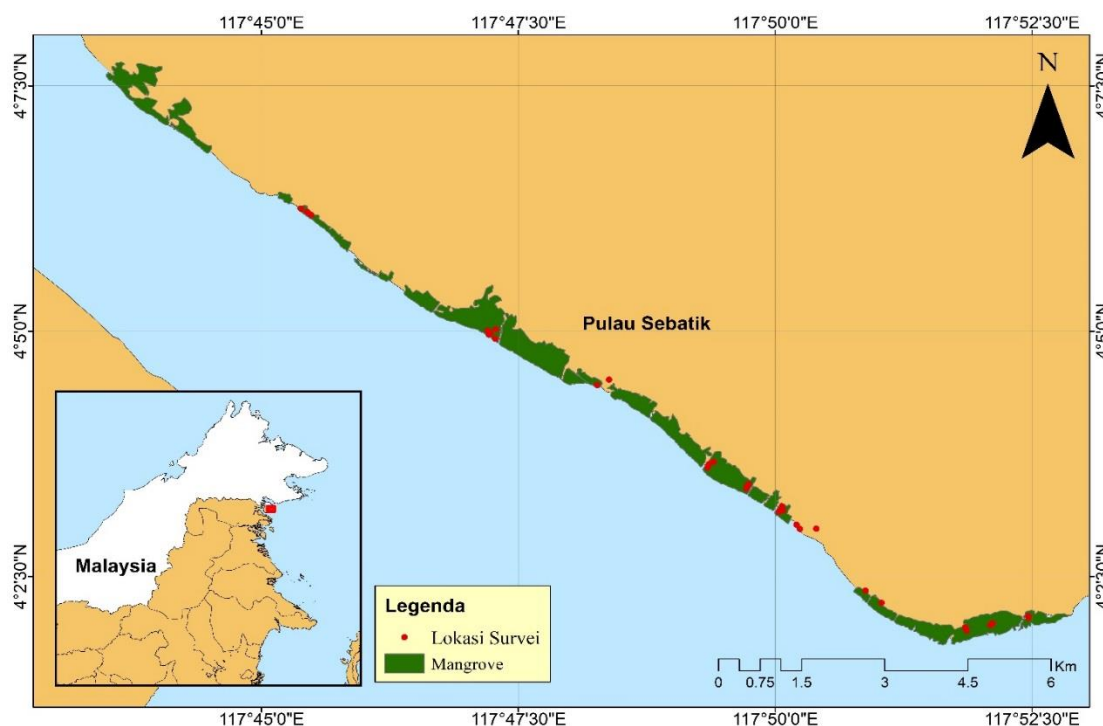 117°45'0"E 117°47'30"E 117°50'0"E 117°52'30"E
N
4°7'30"N 4°7'30"N
Pulau Sebatik
4°5'0"N 4°5'0"N
Malaysia
4°2'30"N 4°2'30"N
Legenda
Lokasi Survei
Mangrove
Km
0 0.75 1.5 3 4.5 6
117°45'0"E 117°47'30"E 117°50'0"E 117°52'30"E